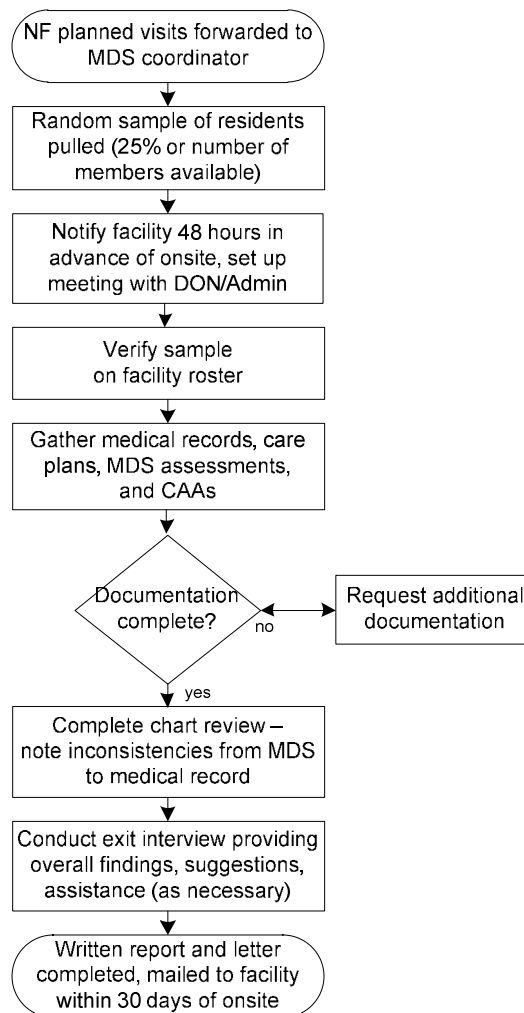 NF planned visits forwarded to
MDS coordinator
Random sample of residents
pulled (25% or number of
members available)
Notify facility 48 hours in
advance of onsite, set up
meeting with DON/Admin
Verify sample
on facility roster
Gather medical records, care
plans, MDS assessments,
and CAAs
Documentation
complete?
no
Request additional
documentation
yes
Complete chart review –
note inconsistencies from MDS
to medical record
Conduct exit interview providing
overall findings, suggestions,
assistance (as necessary)
Written report and letter
completed, mailed to facility
within 30 days of onsite